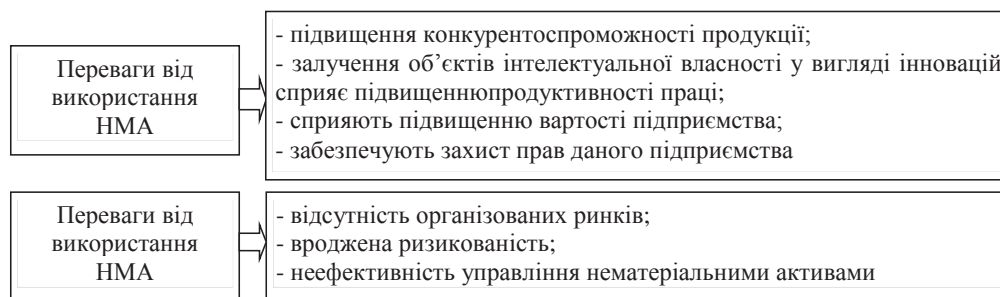 Переваги від
використання
НМА
- підвищення конкурентоспроможності продукції;
- залучення об’єктів інтелектуальної власності у вигляді інновацій
сприяє підвищеннюпродуктивності праці;
- сприяють підвищенню вартості підприємства;
- забезпечують захист прав даного підприємства
Переваги від
використання
НМА
- відсутність організованих ринків;
- вроджена ризикованість;
- неефективність управління нематеріальними активами